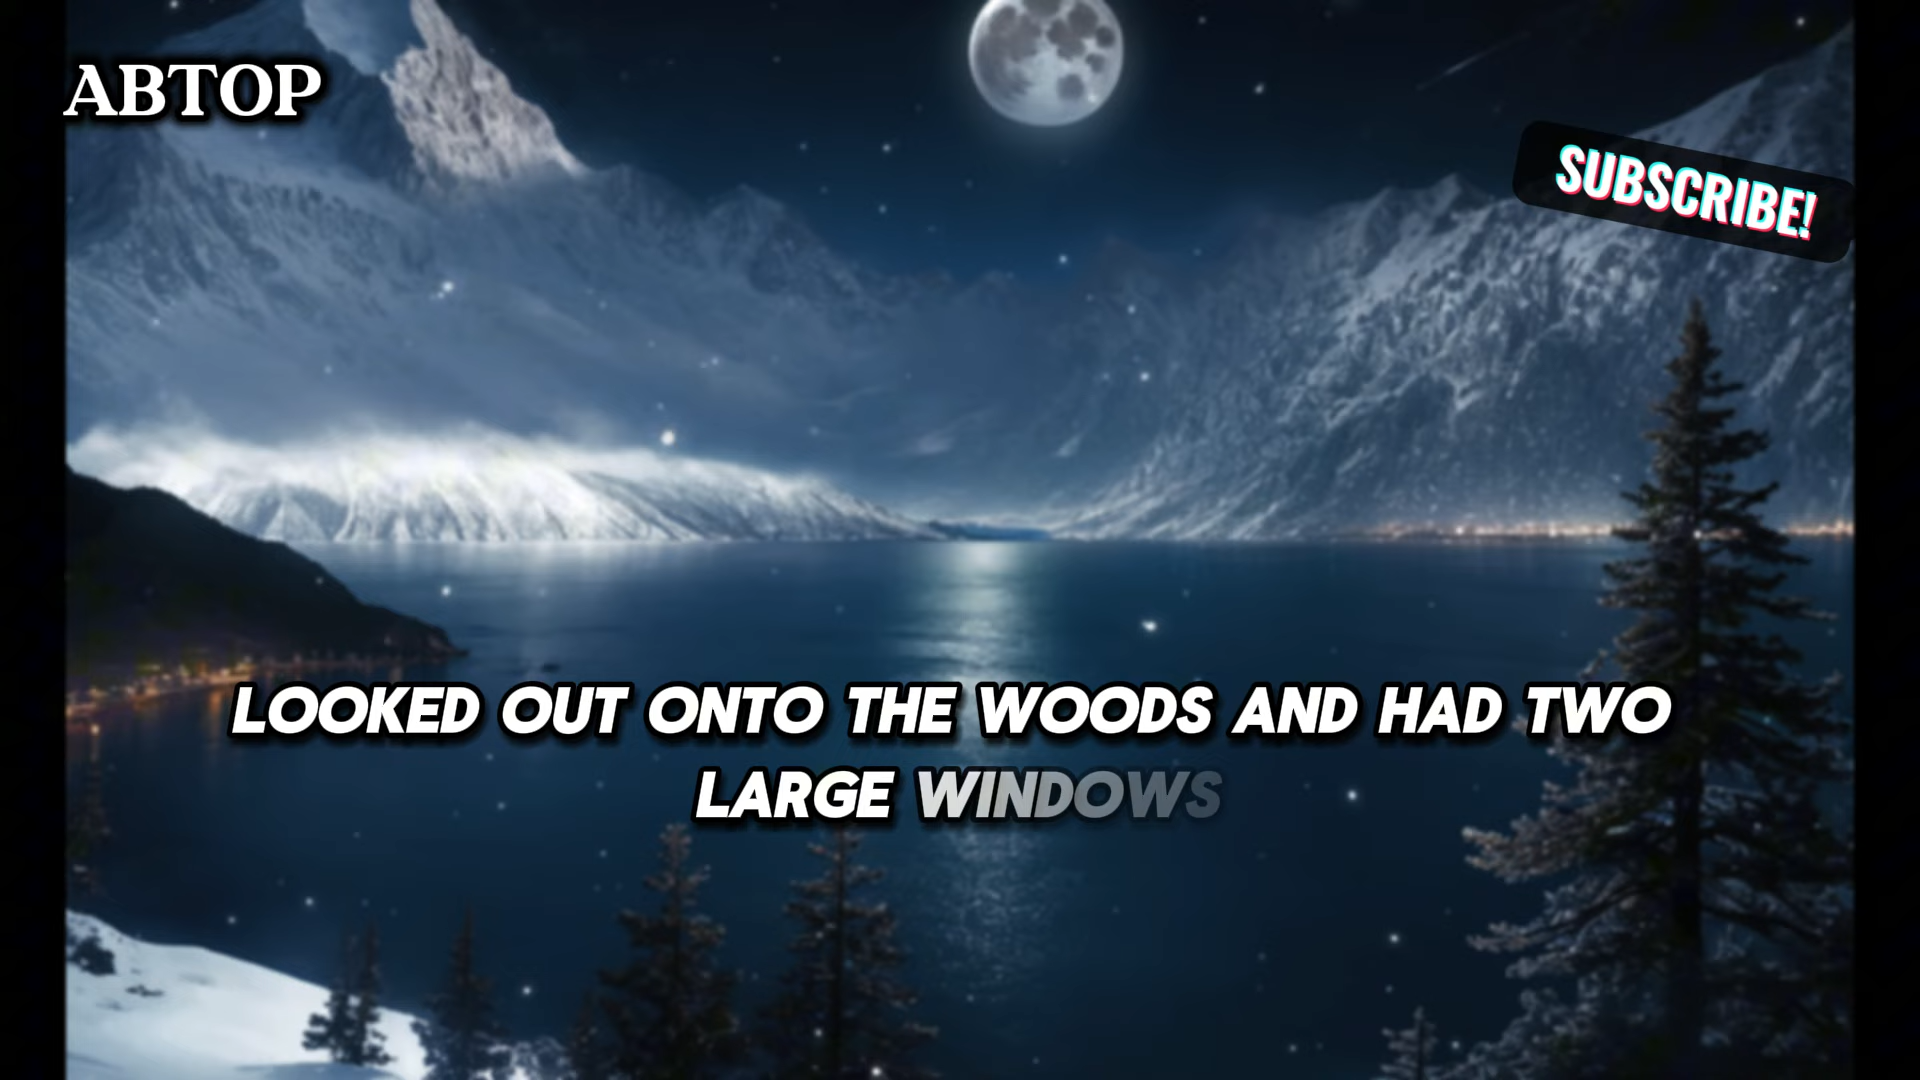 АВТОР
SUBSCRIBE!
LOOKED OUT ONTO THE WOODS AND HAD TWO
LARGE WINDOWS